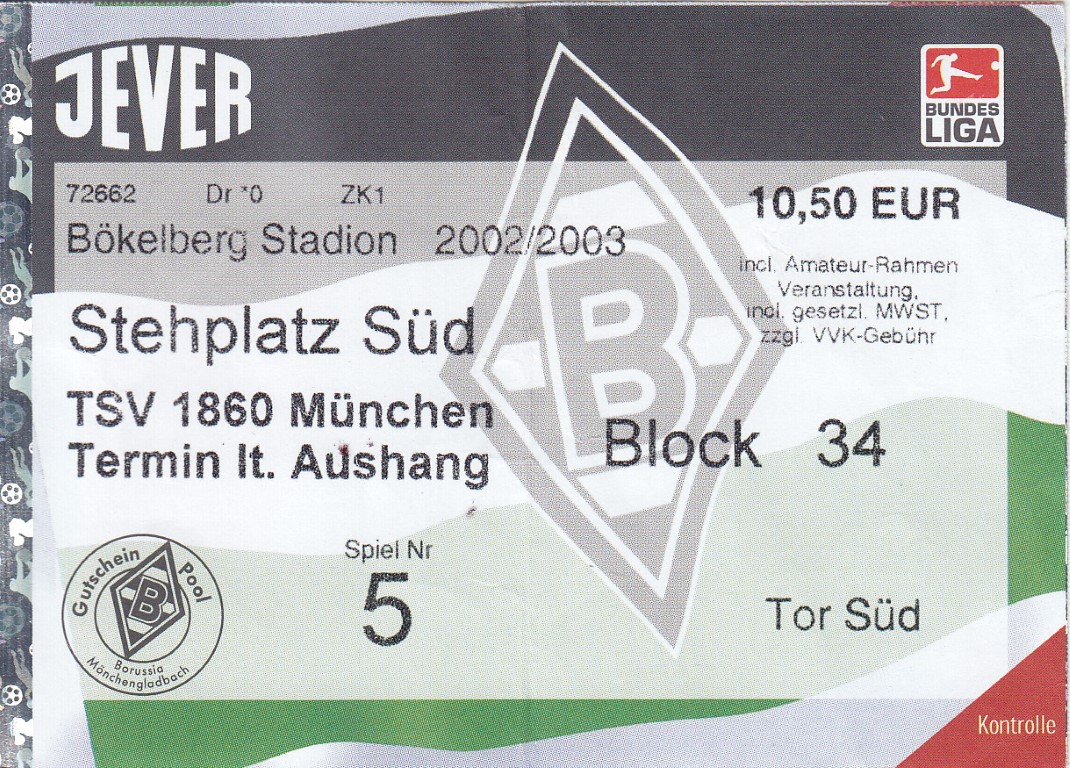 JEVER
BUNDES
LIGA
72662 Dr *0 ZK1
10,50 EUR
Bökelberg Stadion 2002/2003
incl. Amateur-Rahmen
Veranstaltung,
incl. gesetzl. MWST,
zzgl. VVK-Gebühr
Stehplatz Süd
TSV 1860 München
Termin lt. Aushang
Block 34
B
Spiel Nr
5
Tor Süd
Gutschein Pool
B
Borussia
Mönchengladbach
Kontrolle